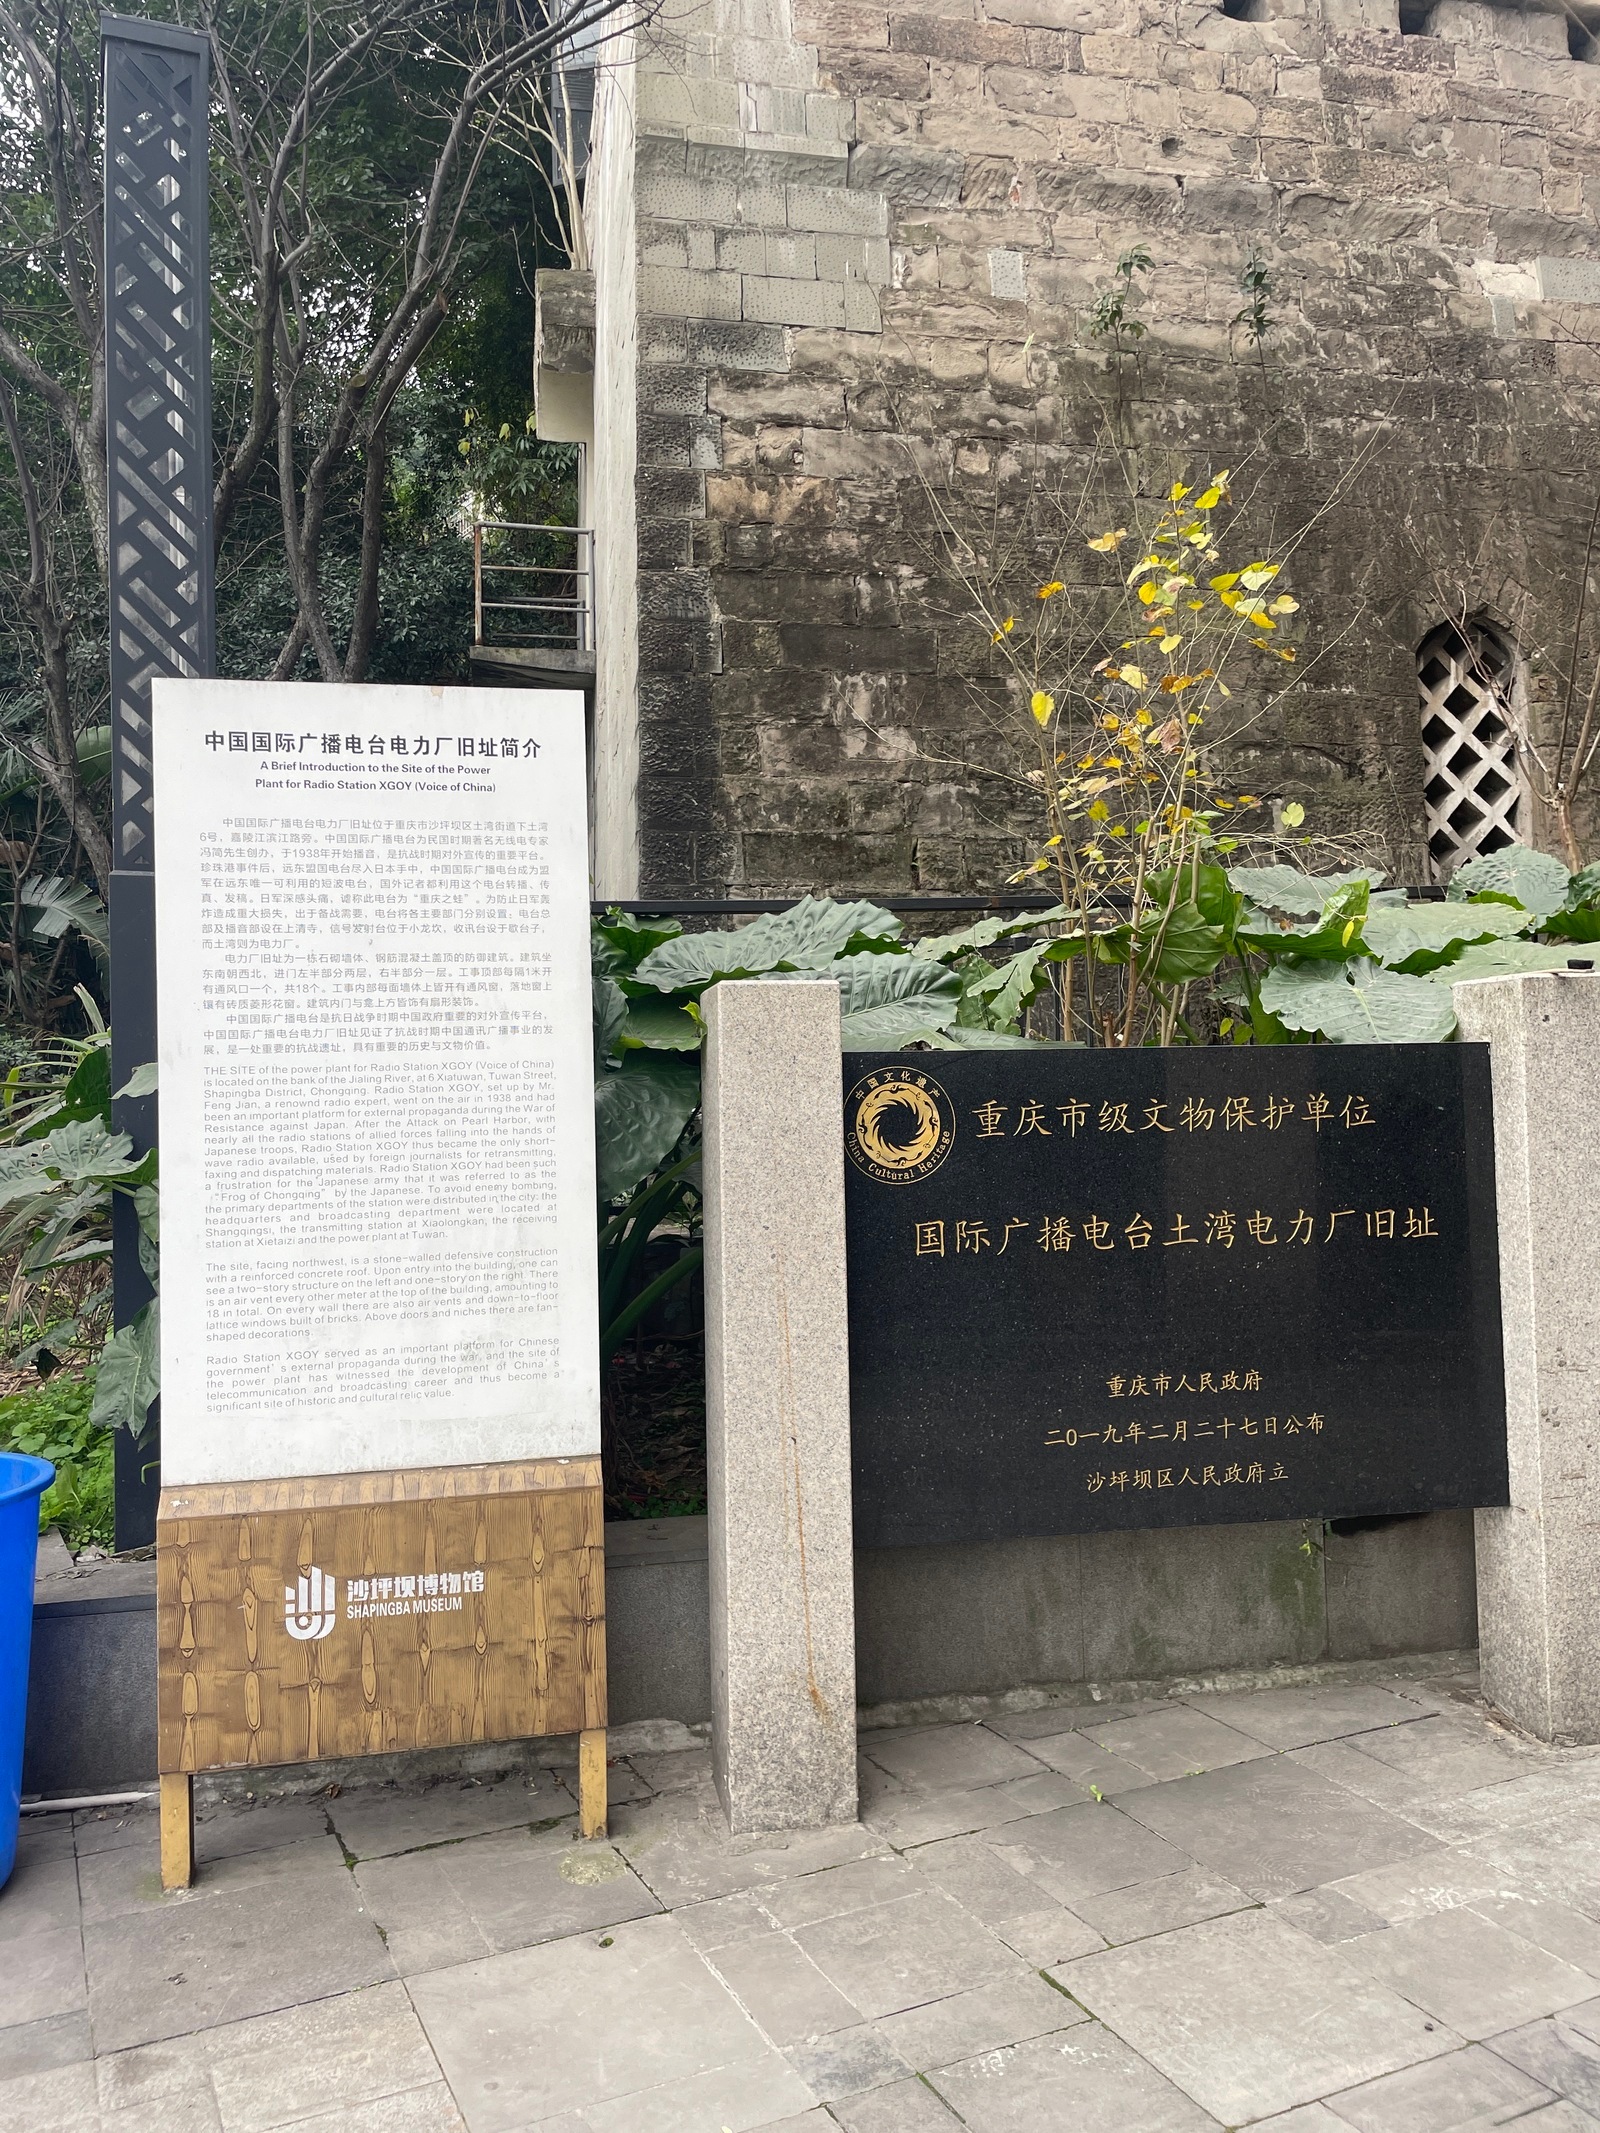 中国国际广播电台电力厂旧址简介
A Brief Introduction to the Site of the Power
Plant for Radio Station XGOY (Voice of China)
中国国际广播电台电力厂旧址位于重庆市沙坪坝区土湾街道下土湾
6号，嘉陵江滨江路旁。中国国际广播电台为民国时期著名无线电专家
冯简先生创办，于1938年开始播音，是抗战时期对外宣传的重要平台。
珍珠港事件后，远东盟国电台尽入日本手中，中国国际广播电台成为盟
军在远东唯一可利用的短波电台，国外记者都利用这个电台转播、传
真、发稿。日军深感头痛，谑称此电台为“重庆之蛙”。为防止日军轰
炸造成重大损失，出于备战需要，电台将各主要部门分别设置：电台总
部及播音部设在上清寺，信号发射台位于小龙坎，收讯台设于歇台子，
而土湾则为电力厂。
电力厂旧址为一栋石砌墙体、钢筋混凝土盖顶的防御建筑。建筑坐
东南朝西北，进门左半部分两层，右半部分一层。工事顶部每隔1米开
有通风口一个，共18个。工事内部每面墙体上皆开有通风窗，落地窗上
镶有砖质菱形花窗。建筑内门与龛上方皆饰有扇形装饰。
中国国际广播电台是抗日战争时期中国政府重要的对外宣传平台，
中国国际广播电台电力厂旧址见证了抗战时期中国通讯广播事业的发
展，是一处重要的抗战遗址，具有重要的历史与文物价值。
THE SITE of the power plant for Radio Station XGOY (Voice of China)
is located on the bank of the Jialing River, at 6 Xiatuwan, Tuwan Street,
Shapingba District, Chongqing. Radio Station XGOY, set up by Mr.
Feng Jian, a renownd radio expert, went on the air in 1938 and had
been an important platform for external propaganda during the War of
Resistance against Japan. After the Attack on Pearl Harbor, with
nearly all the radio stations of allied forces falling into the hands of
Japanese troops, Radio Station XGOY thus became the only short-
wave radio available, used by foreign journalists for retransmitting,
faxing and dispatching materials. Radio Station XGOY had been such
a frustration for the Japanese army that it was referred to as the
“Frog of Chongqing” by the Japanese. To avoid enemy bombing,
the primary departments of the station were distributed in the city: the
headquarters and broadcasting department were located at
Shangqingsi, the transmitting station at Xiaolongkan, the receiving
station at Xietaizi and the power plant at Tuwan.
The site, facing northwest, is a stone-walled defensive construction
with a reinforced concrete roof. Upon entry into the building, one can
see a two-story structure on the left and one-story on the right. There
is an air vent every other meter at the top of the building, amounting to
18 in total. On every wall there are also air vents and down-to-floor
lattice windows built of bricks. Above doors and niches there are fan-
shaped decorations.
Radio Station XGOY served as an important platform for Chinese
government's external propaganda during the war, and the site of
the power plant has witnessed the development of China's
telecommunication and broadcasting career and thus become a
significant site of historic and cultural relic value.
沙坪坝博物馆
SHAPINGBA MUSEUM
中国文化遗产
China Cultural Heritage
重庆市级文物保护单位
国际广播电台土湾电力厂旧址
重庆市人民政府
二0一九年二月二十七日公布
沙坪坝区人民政府立